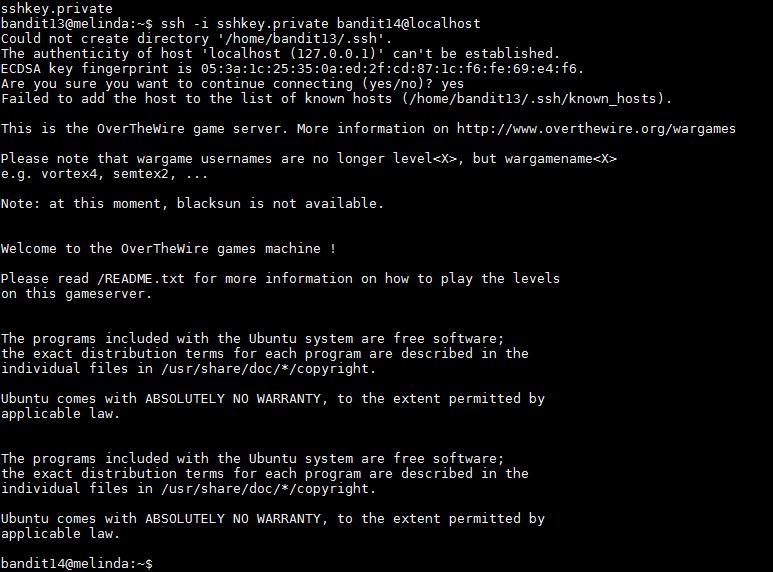 sshkey.private
bandit13@melinda:~$ ssh -i sshkey.private bandit14@localhost
Could not create directory '/home/bandit13/.ssh'.
The authenticity of host 'localhost (127.0.0.1)' can't be established.
ECDSA key fingerprint is 05:3a:1c:25:35:0a:ed:2f:cd:87:1c:f6:fe:69:e4:f6.
Are you sure you want to continue connecting (yes/no)? yes
Failed to add the host to the list of known hosts (/home/bandit13/.ssh/known_hosts).
This is the OverTheWire game server. More information on http://www.overthewire.org/wargames
Please note that wargame usernames are no longer level<X>, but wargamename<X>
e.g. vortex4, semtex2, ...
Note: at this moment, blacksun is not available.
Welcome to the OverTheWire games machine !
Please read /README.txt for more information on how to play the levels
on this gameserver.
The programs included with the Ubuntu system are free software;
the exact distribution terms for each program are described in the
individual files in /usr/share/doc/*/copyright.
Ubuntu comes with ABSOLUTELY NO WARRANTY, to the extent permitted by
applicable law.
The programs included with the Ubuntu system are free software;
the exact distribution terms for each program are described in the
individual files in /usr/share/doc/*/copyright.
Ubuntu comes with ABSOLUTELY NO WARRANTY, to the extent permitted by
applicable law.
bandit14@melinda:~$